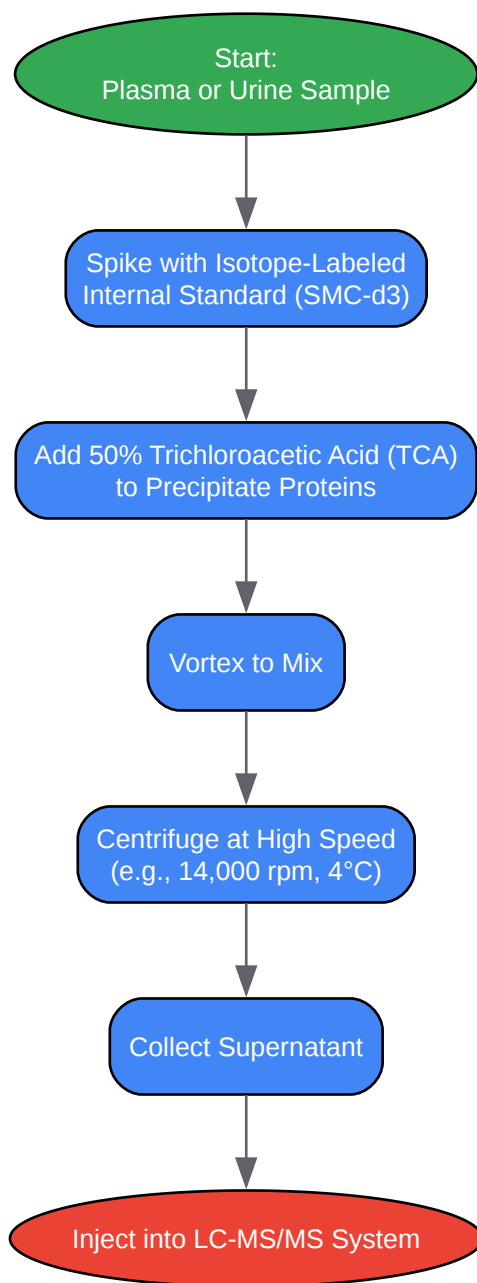 Start:
Plasma or Urine Sample
Spike with Isotope-Labeled
Internal Standard (SMC-d3)
Add 50% Trichloroacetic Acid (TCA)
to Precipitate Proteins
Vortex to Mix
Centrifuge at High Speed
(e.g., 14,000 rpm, 4°C)
Collect Supernatant
Inject into LC-MS/MS System